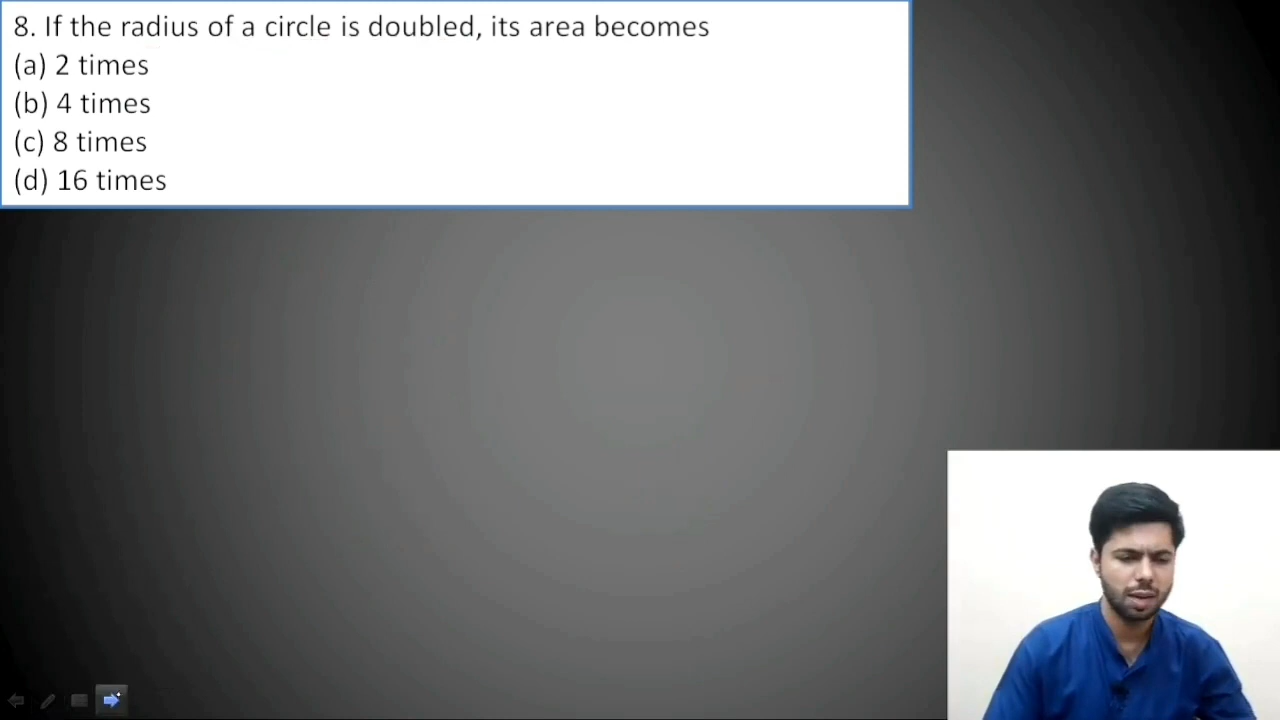 8. If the radius of a circle is doubled, its area becomes
(a) 2 times
(b) 4 times
(c) 8 times
(d) 16 times